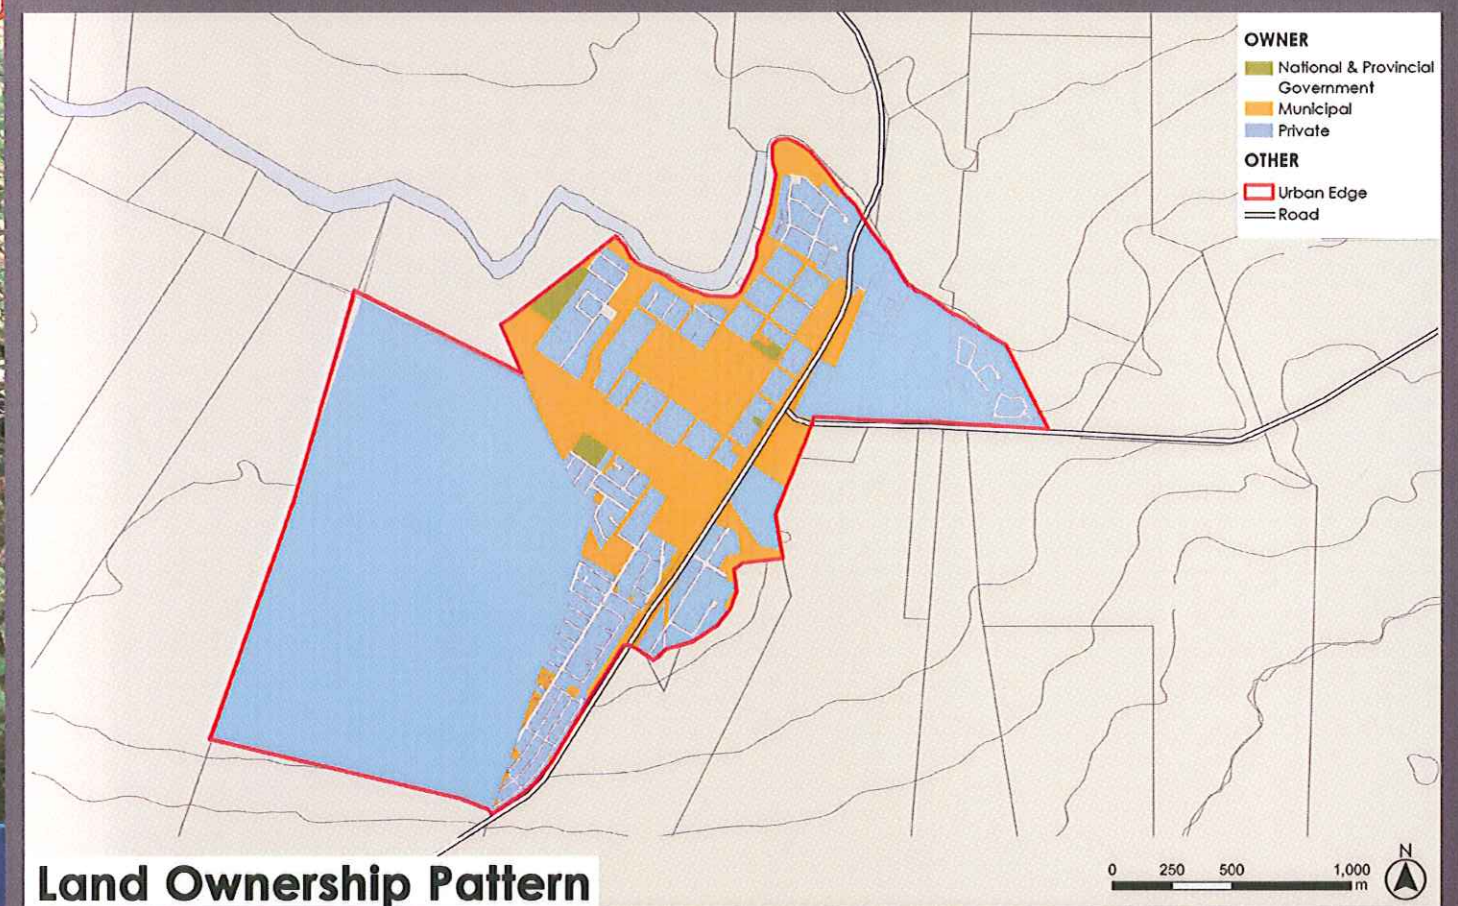 OWNER
National & Provincial
Government
Municipal
Private
OTHER
Urban Edge
Road
Land Ownership Pattern
0 250 500 1,000
m
N